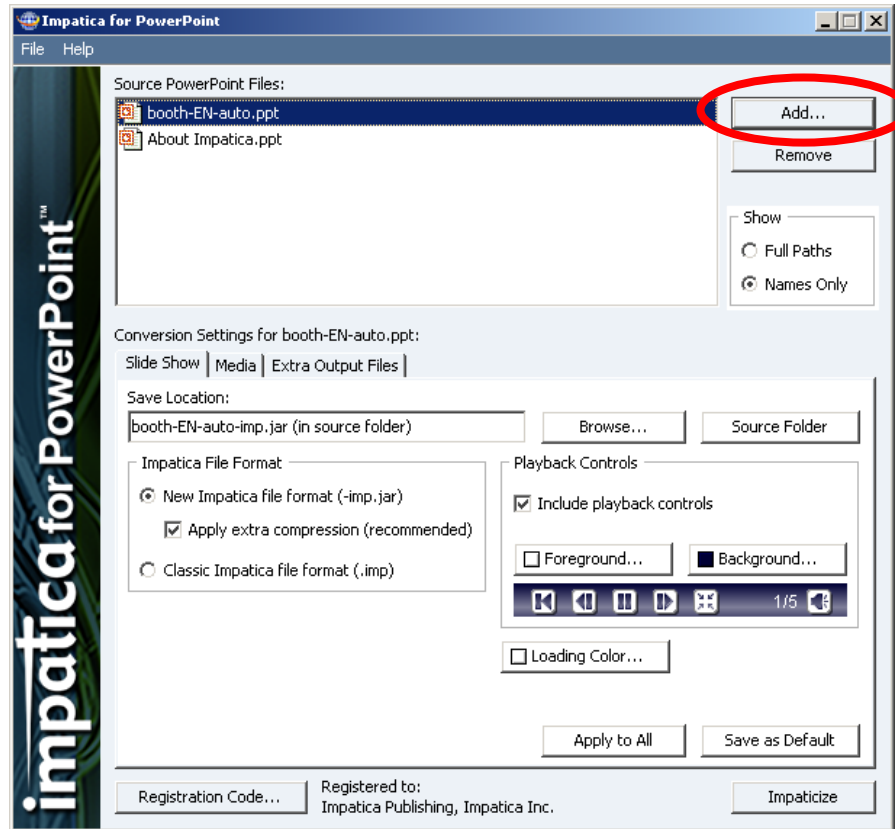 Impatica for PowerPoint
File Help
impatica for PowerPoint™
Source PowerPoint Files:
booth-EN-auto.ppt
About Impatica.ppt
Add...
Remove
Show
Full Paths
Names Only
Conversion Settings for booth-EN-auto.ppt:
Slide Show Media Extra Output Files
Save Location:
booth-EN-auto-imp.jar (in source folder) Browse... Source Folder
Impatica File Format
New Impatica file format (-imp.jar)
Apply extra compression (recommended)
Classic Impatica file format (.imp)
Playback Controls
Include playback controls
Foreground... Background...
1/5
Loading Color...
Apply to All Save as Default
Registration Code...
Registered to:
Impatica Publishing, Impatica Inc.
Impaticize